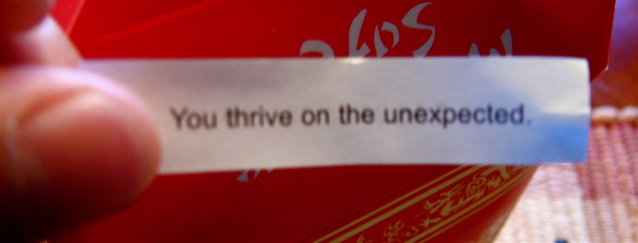 You thrive on the unexpected.